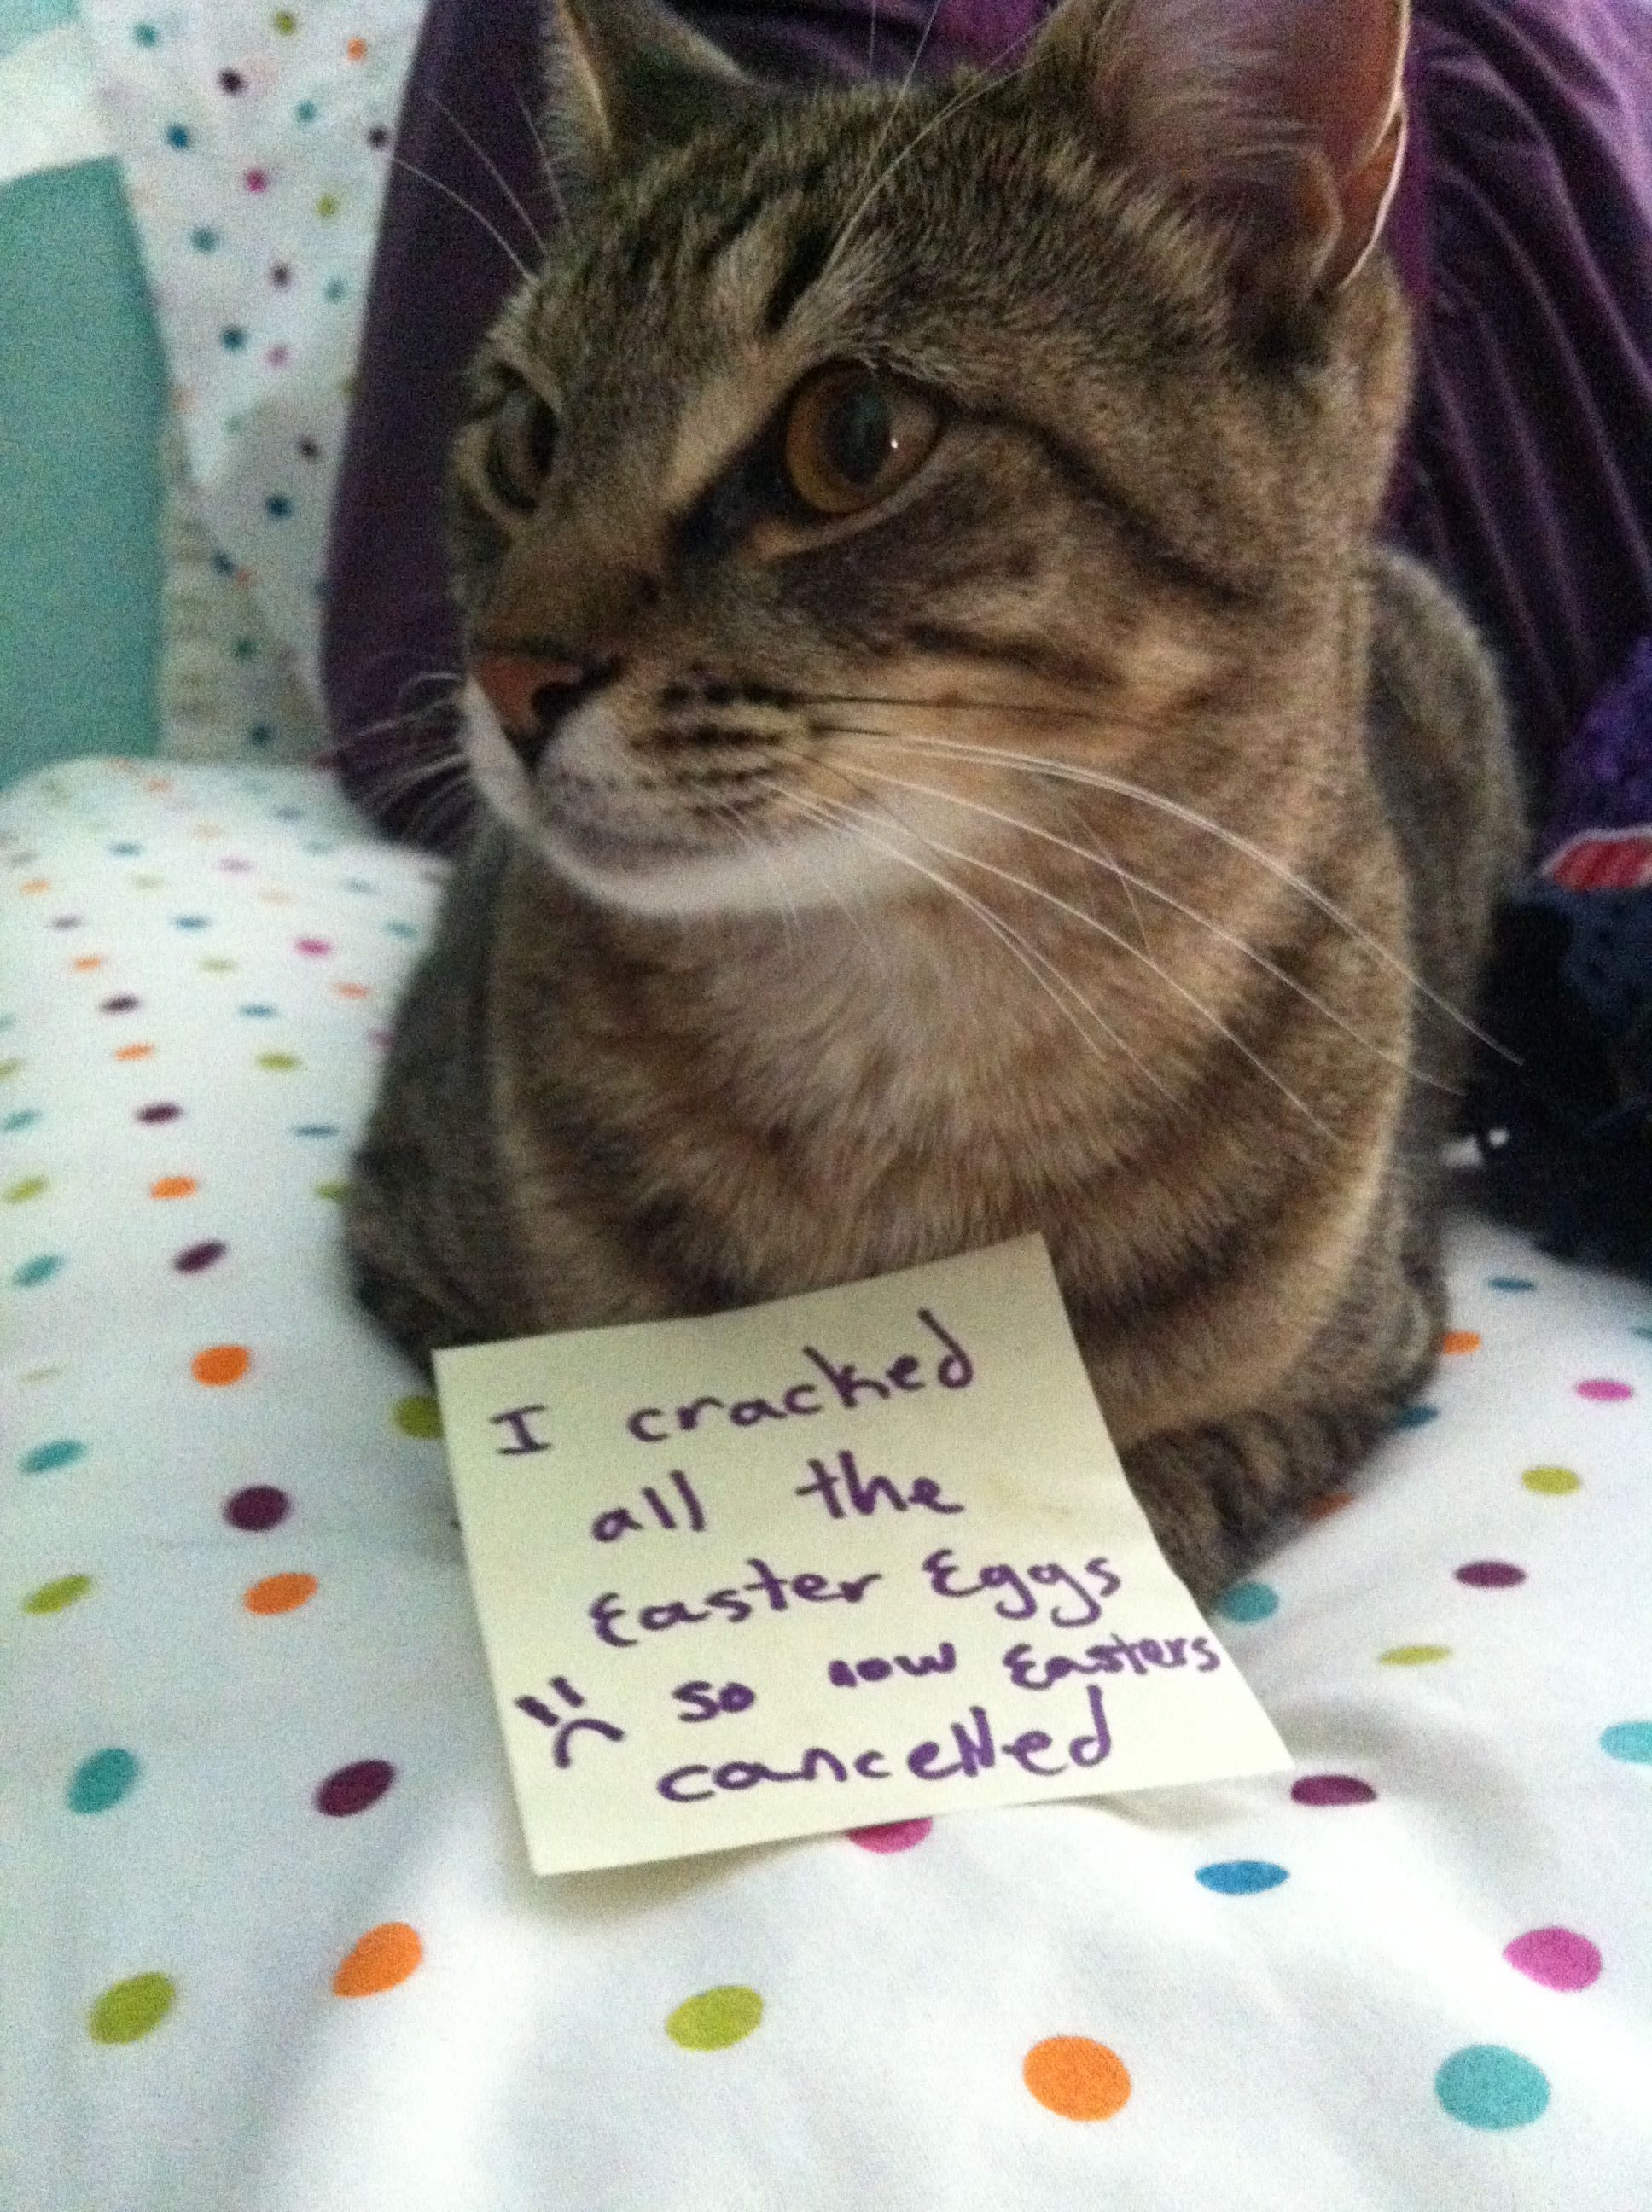 I cracked
all the
Easter Eggs
:( so now Easters
cancelled